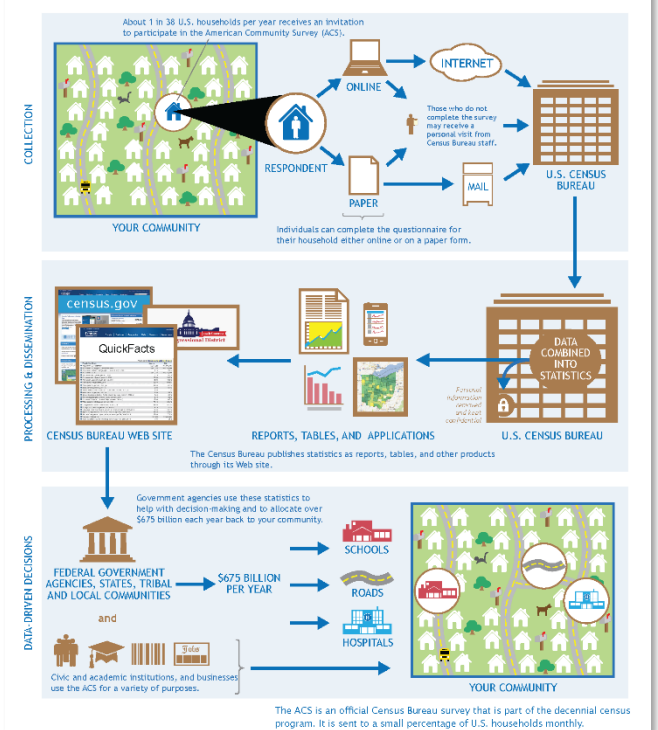 About 1 in 38 U.S. households per year receives an invitation
to participate in the American Community Survey (ACS).
COLLECTION
YOUR COMMUNITY
RESPONDENT
ONLINE
INTERNET
Those who do not
complete the survey
may receive a
personal visit from
Census Bureau staff.
PAPER
MAIL
U.S. CENSUS
BUREAU
Individuals can complete the questionnaire for
their household either online or on a paper form.
PROCESSING & DISSEMINATION
census.gov
QuickFacts
DATA
COMBINED
INTO
STATISTICS
Personal
information
removed
and kept
confidential
CENSUS BUREAU WEB SITE
REPORTS, TABLES, AND APPLICATIONS
U.S. CENSUS BUREAU
The Census Bureau publishes statistics as reports, tables, and other products
through its Web site.
DATA-DRIVEN DECISIONS
Government agencies use these statistics to
help with decision-making and to allocate over
$675 billion each year back to your community.
FEDERAL GOVERNMENT
AGENCIES, STATES, TRIBAL
AND LOCAL COMMUNITIES
$675 BILLION
PER YEAR
SCHOOLS
ROADS
HOSPITALS
and
Jobs
Civic and academic institutions, and businesses
use the ACS for a variety of purposes.
YOUR COMMUNITY
The ACS is an official Census Bureau survey that is part of the decennial census
program. It is sent to a small percentage of U.S. households monthly.